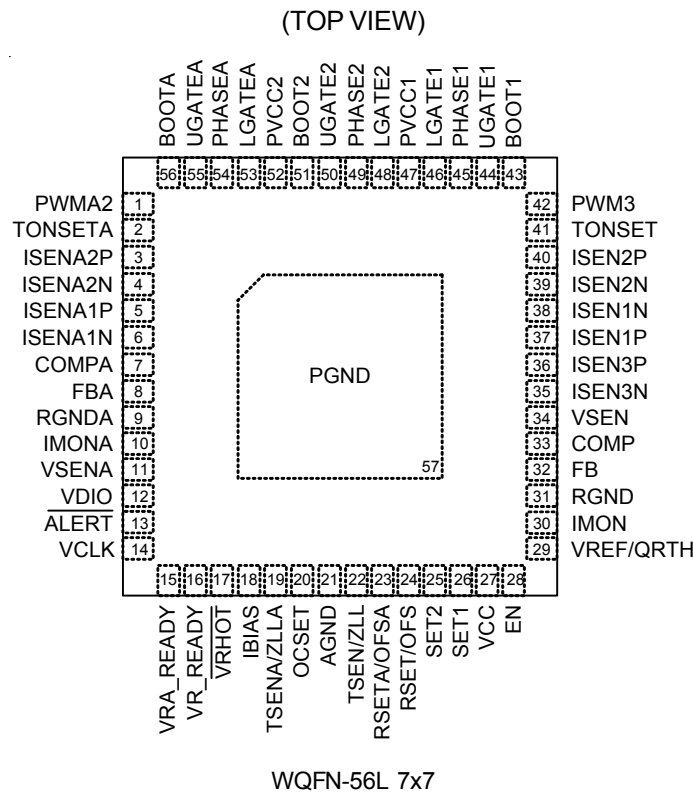 (TOP VIEW)
BOOTA
UGATEA
PHASEA
LGATEA
PVCC2
BOOT2
UGATE2
PHASE2
LGATE2
PVCC1
LGATE1
PHASE1
UGATE1
BOOT1
56 55 54 53 52 51 50 49 48 47 46 45 44 43
PWMA2 1
TONSETA 2
ISENA2P 3
ISENA2N 4
ISENA1P 5
ISENA1N 6
COMPA 7
FBA 8
RGNDA 9
IMONA 10
VSENA 11
VDIO 12
ALERT 13
VCLK 14
PGND
57
42 PWM3
41 TONSET
40 ISEN2P
39 ISEN2N
38 ISEN1N
37 ISEN1P
36 ISEN3P
35 ISEN3N
34 VSEN
33 COMP
32 FB
31 RGND
30 IMON
29 VREF/QRTH
15 16 17 18 19 20 21 22 23 24 25 26 27 28
VRA_READY
VR_READY
VRHOT
IBIAS
TSENA/ZLLA
OCSET
AGND
TSEN/ZLL
RSETA/OFSA
RSET/OFS
SET2
SET1
VCC
EN
WQFN-56L 7x7